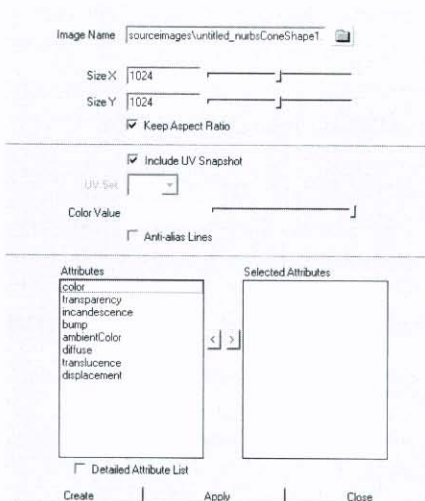 Image Name sourceimages\untitled_nurbsConeShape1.
Size X 1024
Size Y 1024
Keep Aspect Ratio
Include UV Snapshot
UV Set
Color Value
Anti-alias Lines
Attributes Selected Attributes
color
transparency
incandescence
bump
ambientColor
< >
diffuse
translucence
displacement
Detailed Attribute List
Create Apply Close